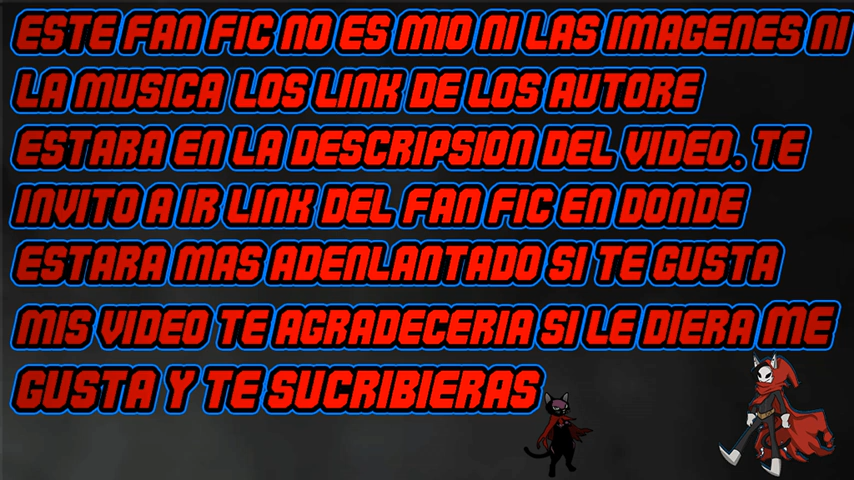 ESTE FAN FIC NO ES MIO NI LAS IMAGENES NI
LA MUSICA LOS LINK DE LOS AUTORE
ESTARA EN LA DESCRIPSION DEL VIDEO. TE
INVITO A IR LINK DEL FAN FIC EN DONDE
ESTARA MAS ADENLANTADO SI TE GUSTA
MIS VIDEO TE AGRADECERIA SI LE DIERA ME
GUSTA Y TE SUCRIBIERAS